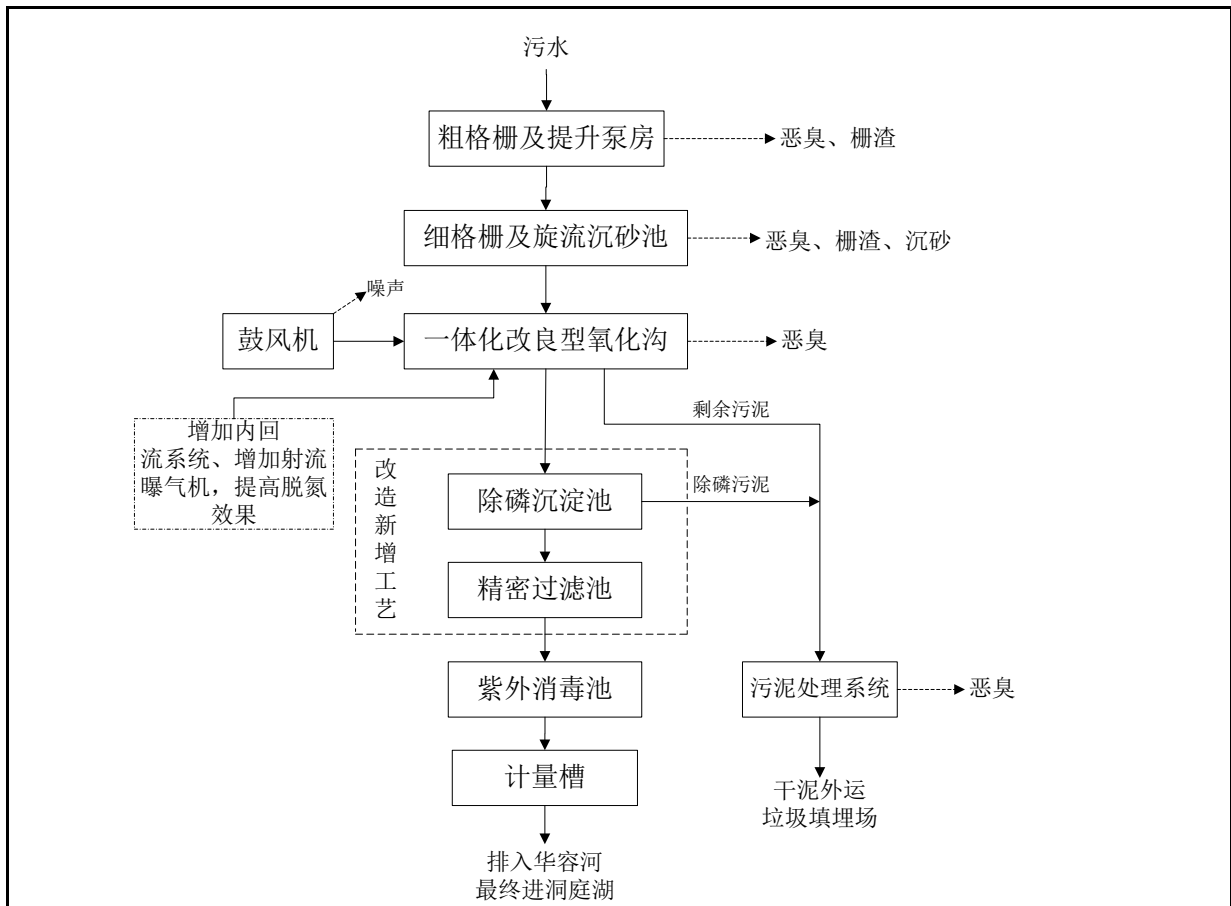 污水
粗格栅及提升泵房
恶臭、栅渣
细格栅及旋流沉砂池
恶臭、栅渣、沉砂
噪声
鼓风机
一体化改良型氧化沟
恶臭
增加内回
流系统、增加射流
曝气机，提高脱氮
效果
剩余污泥
改造新增工艺
除磷沉淀池
除磷污泥
精密过滤池
紫外消毒池
污泥处理系统
恶臭
计量槽
干泥外运
垃圾填埋场
排入华容河
最终进洞庭湖